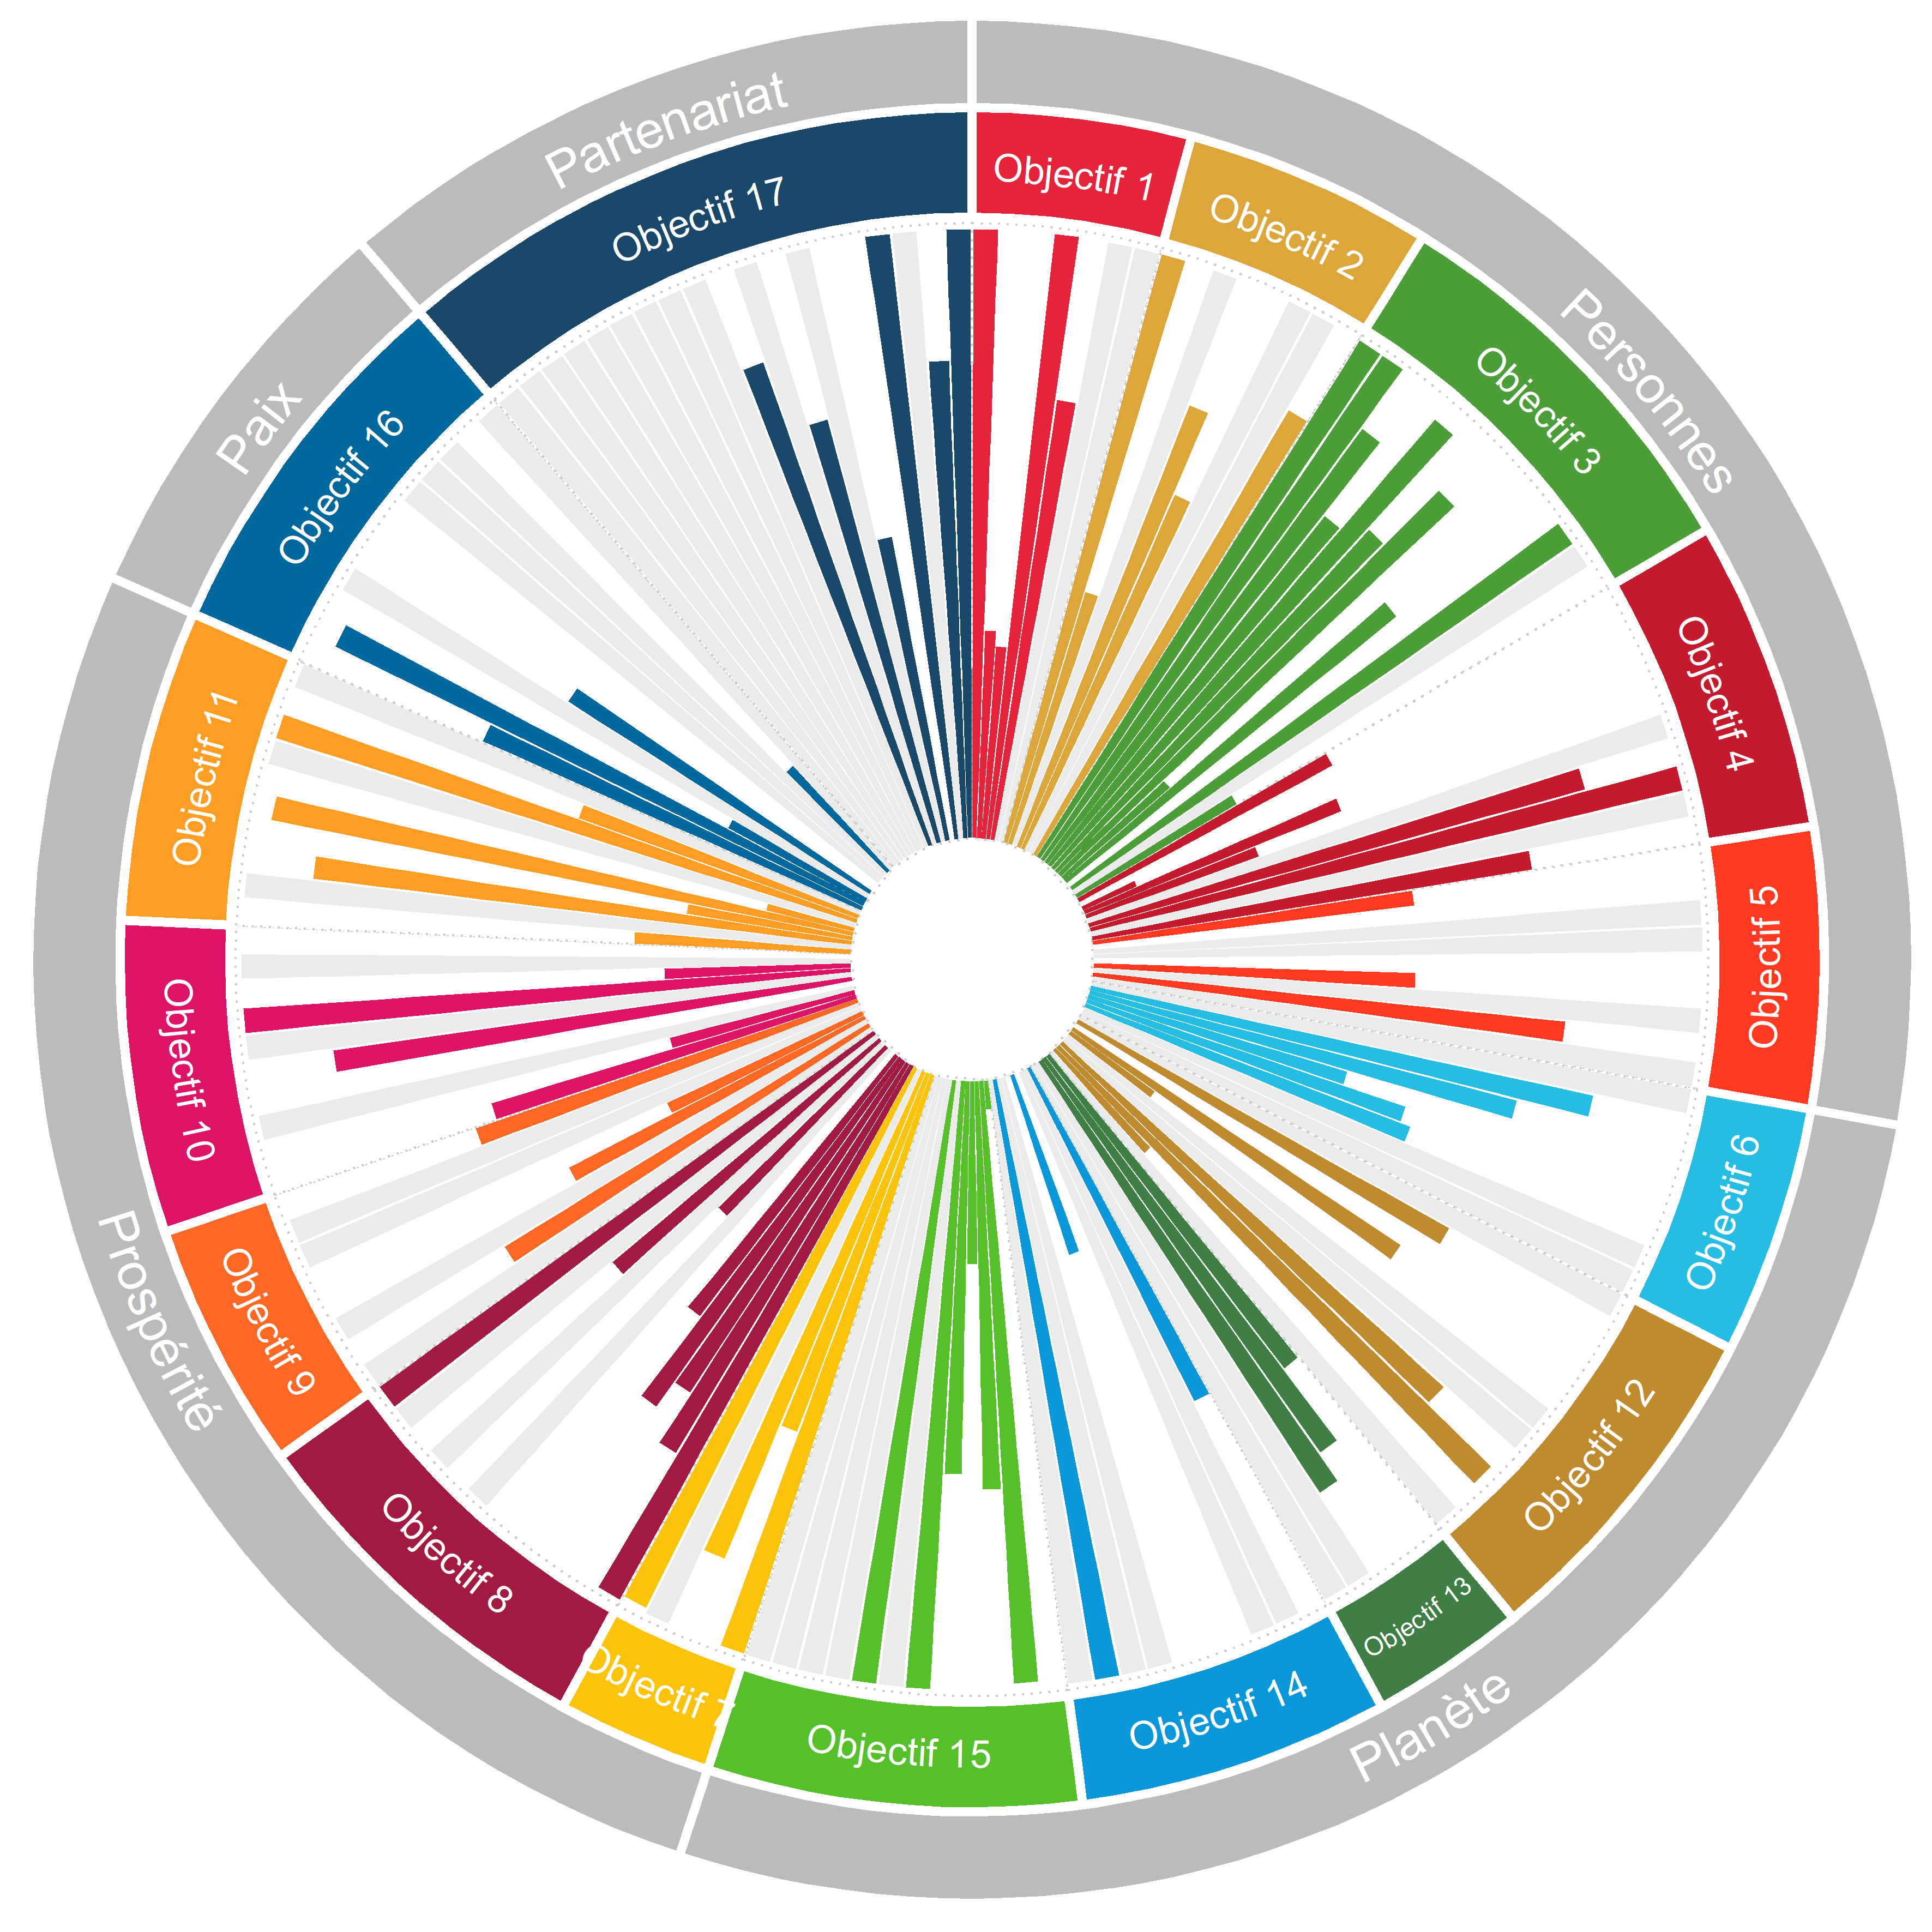 Personnes
Objectif 1
Objectif 2
Objectif 3
Objectif 4
Objectif 5
Planète
Objectif 6
Objectif 12
Objectif 13
Objectif 14
Objectif 15
Prospérité
Objectif 7
Objectif 8
Objectif 9
Objectif 10
Objectif 11
Paix
Objectif 16
Partenariat
Objectif 17